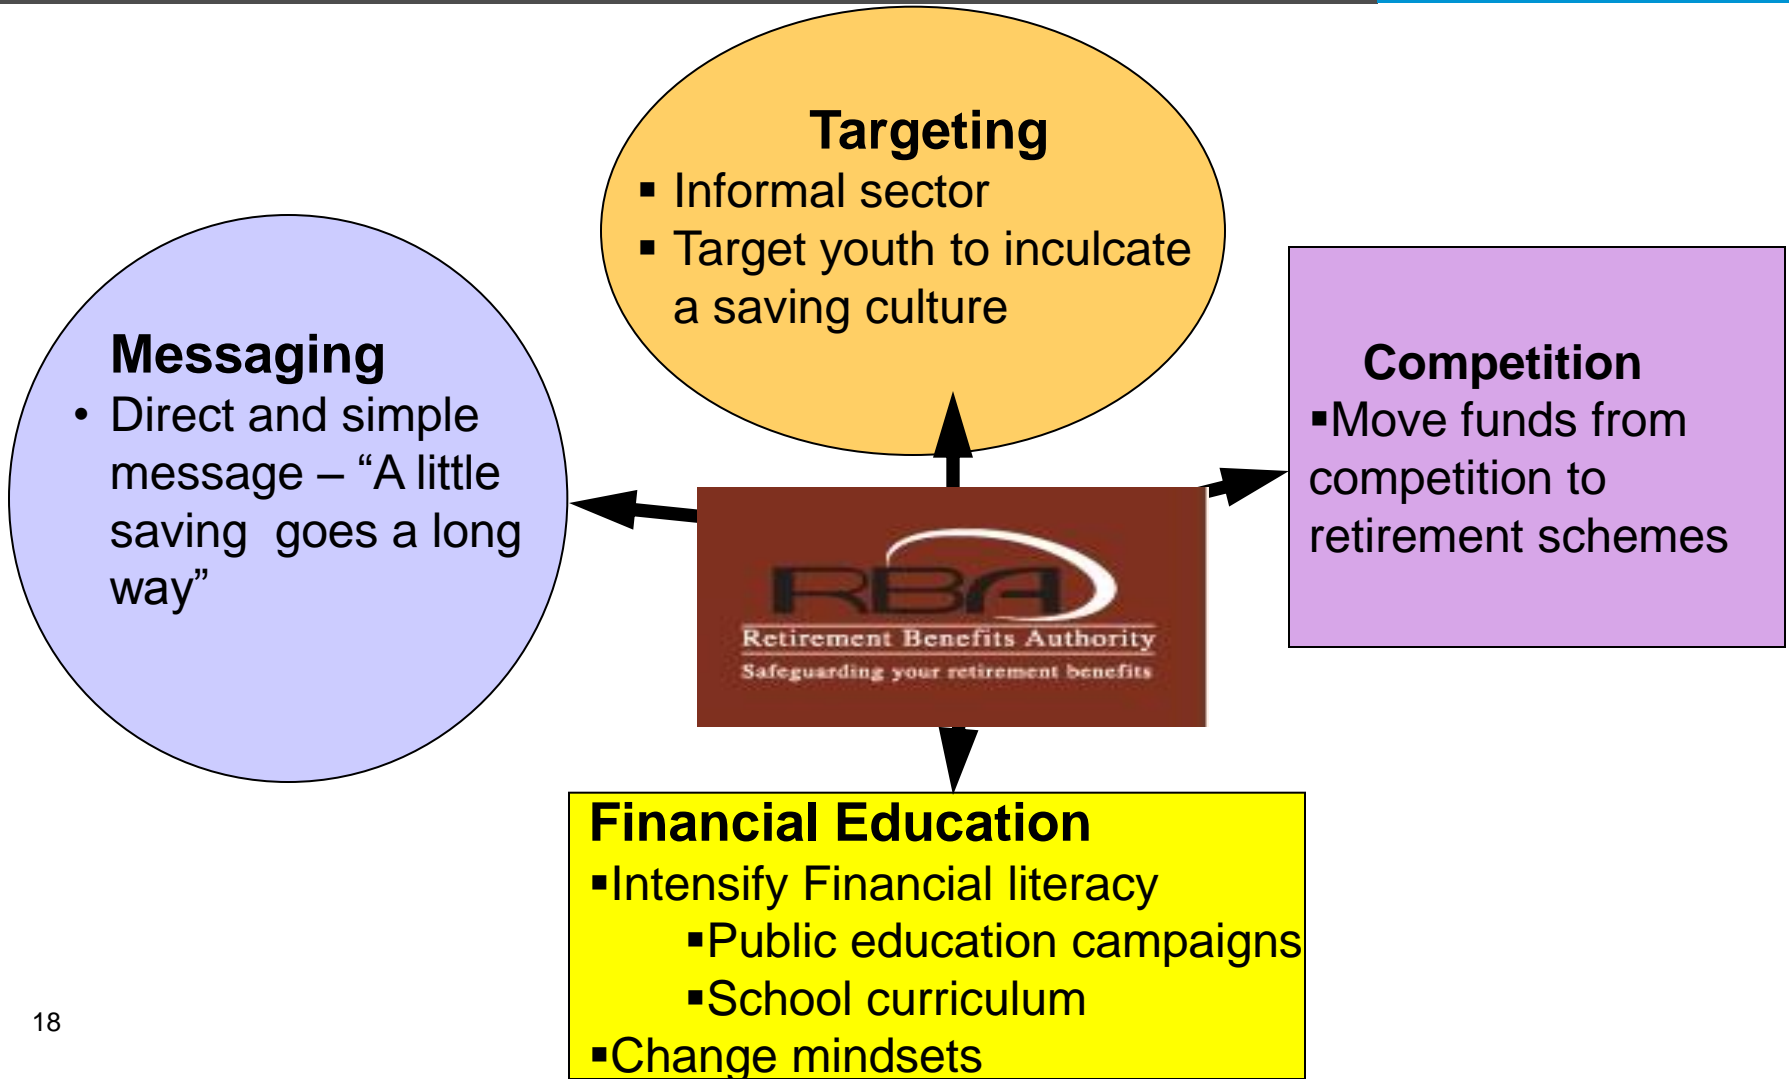 Targeting
▪ Informal sector
▪ Target youth to inculcate
a saving culture
Messaging
• Direct and simple
message – “A little
saving  goes a long
way”
Competition
▪Move funds from
competition to
retirement schemes
RBA
Retirement Benefits Authority
Safeguarding your retirement benefits
Financial Education
▪Intensify Financial literacy
▪Public education campaigns
▪School curriculum
▪Change mindsets
18